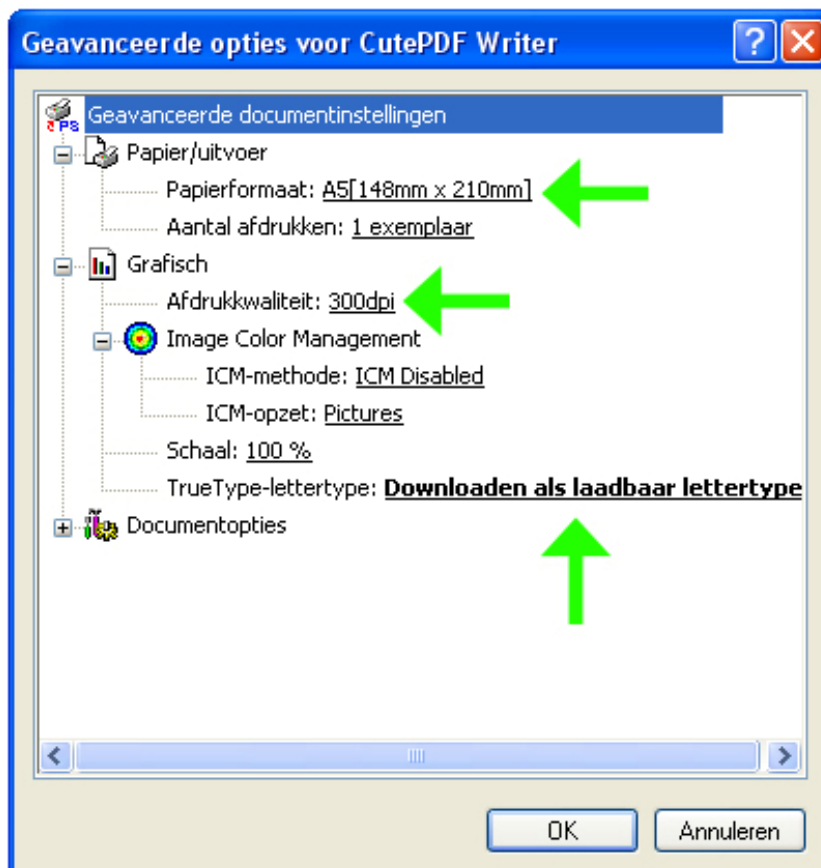 Geavanceerde opties voor CutePDF Writer
Geavanceerde documentinstellingen
PS
Papier/uitvoer
Papierformaat: A5[148mm x 210mm]
Aantal afdrukken: 1 exemplaar
Grafisch
Afdrukkwaliteit: 300dpi
Image Color Management
ICM-methode: ICM Disabled
ICM-opzet: Pictures
Schaal: 100 %
TrueType-lettertype: Downloaden als laadbaar lettertype
Documentopties
OK Annuleren